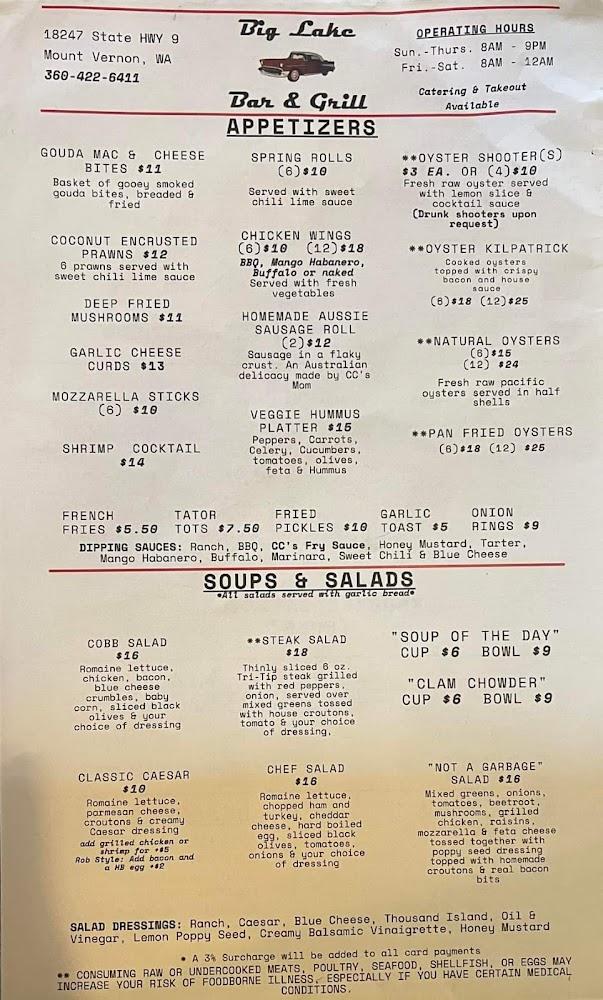 18247 State HWY 9
Mount Vernon, WA
360-422-6411
Big Lake
Bar & Grill
OPERATING HOURS
Sun.-Thurs. 8AM - 9PM
Fri.-Sat. 8AM - 12AM
Catering & Takeout
Available
APPETIZERS
GOUDA MAC & CHEESE
BITES $11
Basket of gooey smoked
gouda bites, breaded &
fried
COCONUT ENCRUSTED
PRAWNS $12
6 prawns served with
sweet chili lime sauce
DEEP FRIED
MUSHROOMS $11
GARLIC CHEESE
CURDS $13
MOZZARELLA STICKS
(6) $10
SHRIMP COCKTAIL
$14
SPRING ROLLS
(6)$10
Served with sweet
chili lime sauce
CHICKEN WINGS
(6)$10 (12)$18
BBQ, Mango Habanero,
Buffalo or naked
Served with fresh
vegetables
HOMEMADE AUSSIE
SAUSAGE ROLL
(2)$12
Sausage in a flaky
crust. An Australian
delicacy made by CC's
Mom
VEGGIE HUMMUS
PLATTER $15
Peppers, Carrots,
Celery, Cucumbers,
tomatoes, olives,
feta & Hummus
**OYSTER SHOOTER(S)
$3 EA. OR (4)$10
Fresh raw oyster served
with lemon slice &
cocktail sauce
(Drunk shooters upon
request)
**OYSTER KILPATRICK
Cooked oysters
topped with crispy
bacon and house
sauce
(6)$18 (12)$25
**NATURAL OYSTERS
(6)$15
(12) $24
Fresh raw pacific
oysters served in half
shells
**PAN FRIED OYSTERS
(6)$18 (12) $25
FRENCH
FRIES $5.50
TATOR
TOTS $7.50
FRIED
PICKLES $10
GARLIC
TOAST $5
ONION
RINGS $9
DIPPING SAUCES: Ranch, BBQ, CC's Fry Sauce, Honey Mustard, Tarter,
Mango Habanero, Buffalo, Marinara, Sweet Chili & Blue Cheese
SOUPS & SALADS
*All salads served with garlic bread*
COBB SALAD
$16
Romaine lettuce,
chicken, bacon,
blue cheese
crumbles, baby
corn, sliced black
olives & your
choice of dressing
**STEAK SALAD
$18
Thinly sliced 6 oz.
Tri-Tip steak grilled
with red peppers,
onion, served over
mixed greens tossed
with house croutons,
tomato & your choice
of dressing,
"SOUP OF THE DAY"
CUP $6 BOWL $9
"CLAM CHOWDER"
CUP $6 BOWL $9
CLASSIC CAESAR
$10
Romaine lettuce,
parmesan cheese,
croutons & creamy
Caesar dressing
add grilled chicken or
shrimp for +$5
Rob Style: Add bacon and
a HB egg +$2
CHEF SALAD
$16
Romaine lettuce,
chopped ham and
turkey, cheddar
cheese, hard boiled
egg, sliced black
olives, tomatoes,
onions & your choice
of dressing
"NOT A GARBAGE"
SALAD $16
Mixed greens, onions,
tomatoes, beetroot,
mushrooms, grilled
chicken, raisins,
mozzarella & feta cheese
tossed together with
poppy seed dressing
topped with homemade
croutons & real bacon
bits
SALAD DRESSINGS: Ranch, Caesar, Blue Cheese, Thousand Island, Oil &
Vinegar, Lemon Poppy Seed, Creamy Balsamic Vinaigrette, Honey Mustard
* A 3% Surcharge will be added to all card payments
** CONSUMING RAW OR UNDERCOOKED MEATS, POULTRY, SEAFOOD, SHELLFISH, OR EGGS MAY
INCREASE YOUR RISK OF FOODBORNE ILLNESS, ESPECIALLY IF YOU HAVE CERTAIN MEDICAL
CONDITIONS.